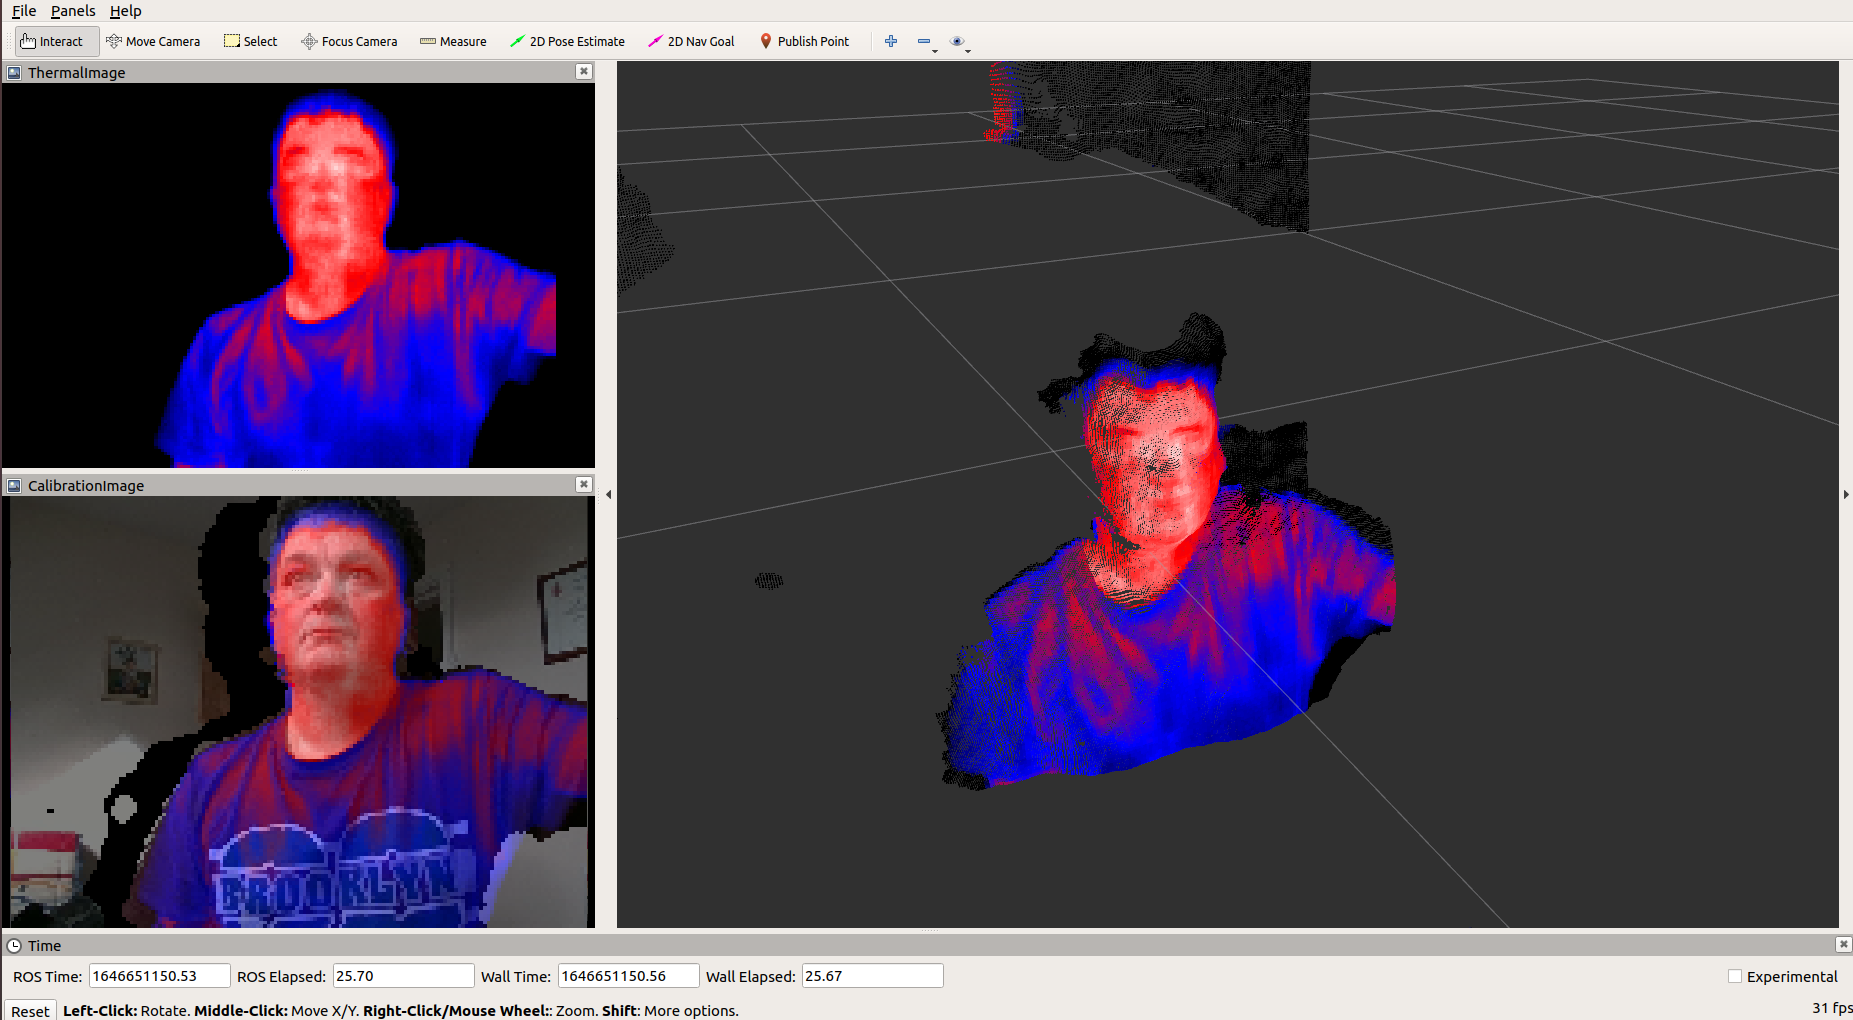 File Panels Help
Interact Move Camera Select Focus Camera Measure 2D Pose Estimate 2D Nav Goal Publish Point
ThermalImage
CalibrationImage
BROOKLYN
Time
ROS Time: 1646651150.53 ROS Elapsed: 25.70 Wall Time: 1646651150.56 Wall Elapsed: 25.67 Experimental
Reset Left-Click: Rotate. Middle-Click: Move X/Y. Right-Click/Mouse Wheel:: Zoom. Shift: More options. 31 fps